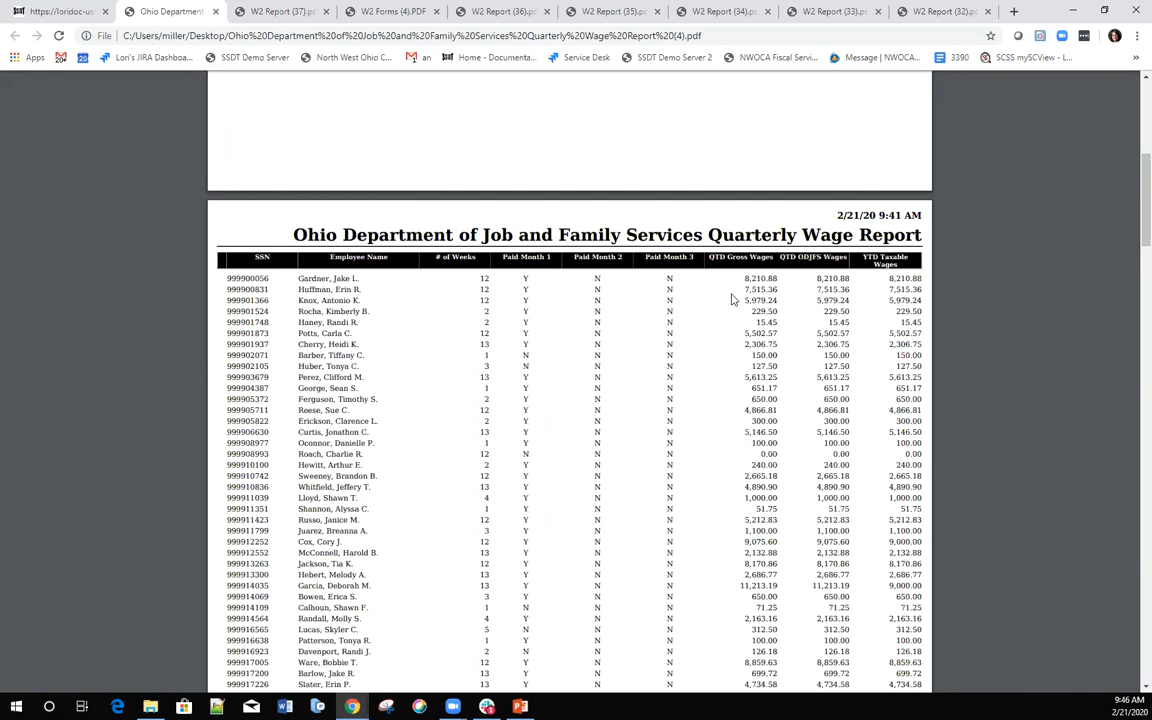 https://loridoc-us
Ohio Department
W2 Report (37).pc
W2 Forms (4).PDF
W2 Report (36).pc
W2 Report (35).pc
W2 Report (34).pc
W2 Report (33).pc
W2 Report (32).pc
File C:/Users/miller/Desktop/Ohio%20Department%20of%20Job%20and%20Family%20Services%20Quarterly%20Wage%20Report%20(4).pdf
Apps 20 Lori's JIRA Dashboa... SSDT Demo Server North West Ohio C... an Home - Documenta... Service Desk SSDT Demo Server 2 NWOCA Fiscal Servi... Message | NWOCA... 3390 SCSS mySCView - L...
2/21/20 9:41 AM
Ohio Department of Job and Family Services Quarterly Wage Report
SSN Employee Name # of Weeks Paid Month 1 Paid Month 2 Paid Month 3 QTD Gross Wages QTD ODJFS Wages YTD Taxable
Wages
999900056 Gardner, Jake L. 12 Y N N 8,210.88 8,210.88 8,210.88
999900831 Huffman, Erin R. 12 Y N N 7,515.36 7,515.36 7,515.36
999901366 Knox, Antonio K. 12 Y N N 5,979.24 5,979.24 5,979.24
999901524 Rocha, Kimberly B. 2 Y N N 229.50 229.50 229.50
999901748 Haney, Randi R. 2 Y N N 15.45 15.45 15.45
999901873 Potts, Carla C. 12 Y N N 5,502.57 5,502.57 5,502.57
999901937 Cherry, Heidi K. 13 Y N N 2,306.75 2,306.75 2,306.75
999902071 Barber, Tiffany C. 1 N N N 150.00 150.00 150.00
999902105 Huber, Tonya C. 3 N N N 127.50 127.50 127.50
999903679 Perez, Clifford M. 13 Y N N 5,613.25 5,613.25 5,613.25
999904387 George, Sean S. 1 Y N N 651.17 651.17 651.17
999905372 Ferguson, Timothy S. 2 Y N N 650.00 650.00 650.00
999905711 Reese, Sue C. 12 Y N N 4,866.81 4,866.81 4,866.81
999905822 Erickson, Clarence L. 2 Y N N 300.00 300.00 300.00
999906630 Curtis, Jonathon C. 13 Y N N 5,146.50 5,146.50 5,146.50
999908977 Oconnor, Danielle P. 1 Y N N 100.00 100.00 100.00
999908993 Roach, Charlie R. 12 N N N 0.00 0.00 0.00
999910100 Hewitt, Arthur E. 2 Y N N 240.00 240.00 240.00
999910742 Sweeney, Brandon B. 12 Y N N 2,665.18 2,665.18 2,665.18
999910836 Whitfield, Jeffery T. 13 Y N N 4,890.90 4,890.90 4,890.90
999911039 Lloyd, Shawn T. 4 Y N N 1,000.00 1,000.00 1,000.00
999911351 Shannon, Alyssa C. 1 Y N N 51.75 51.75 51.75
999911423 Russo, Janice M. 12 Y N N 5,212.83 5,212.83 5,212.83
999911799 Juarez, Breanna A. 3 Y N N 1,100.00 1,100.00 1,100.00
999912252 Cox, Cory J. 12 Y N N 9,075.60 9,075.60 9,000.00
999912552 McConnell, Harold B. 13 Y N N 2,132.88 2,132.88 2,132.88
999913263 Jackson, Tia K. 12 Y N N 8,170.86 8,170.86 8,170.86
999913300 Hebert, Melody A. 13 Y N N 2,686.77 2,686.77 2,686.77
999914035 Garcia, Deborah M. 13 Y N N 11,213.19 11,213.19 9,000.00
999914069 Bowen, Erica S. 3 Y N N 650.00 650.00 650.00
999914109 Calhoun, Shawn F. 1 N N N 71.25 71.25 71.25
999914564 Randall, Molly S. 4 Y N N 2,163.16 2,163.16 2,163.16
999916565 Lucas, Skyler C. 5 N N N 312.50 312.50 312.50
999916638 Patterson, Tonya R. 1 Y N N 100.00 100.00 100.00
999916923 Davenport, Randi J. 2 N N N 126.18 126.18 126.18
999917005 Ware, Bobbie T. 12 Y N N 8,859.63 8,859.63 8,859.63
999917200 Barlow, Jake R. 13 Y N N 699.72 699.72 699.72
999917226 Slater, Erin P. 13 Y N N 4,734.58 4,734.58 4,734.58
9:46 AM
2/21/2020